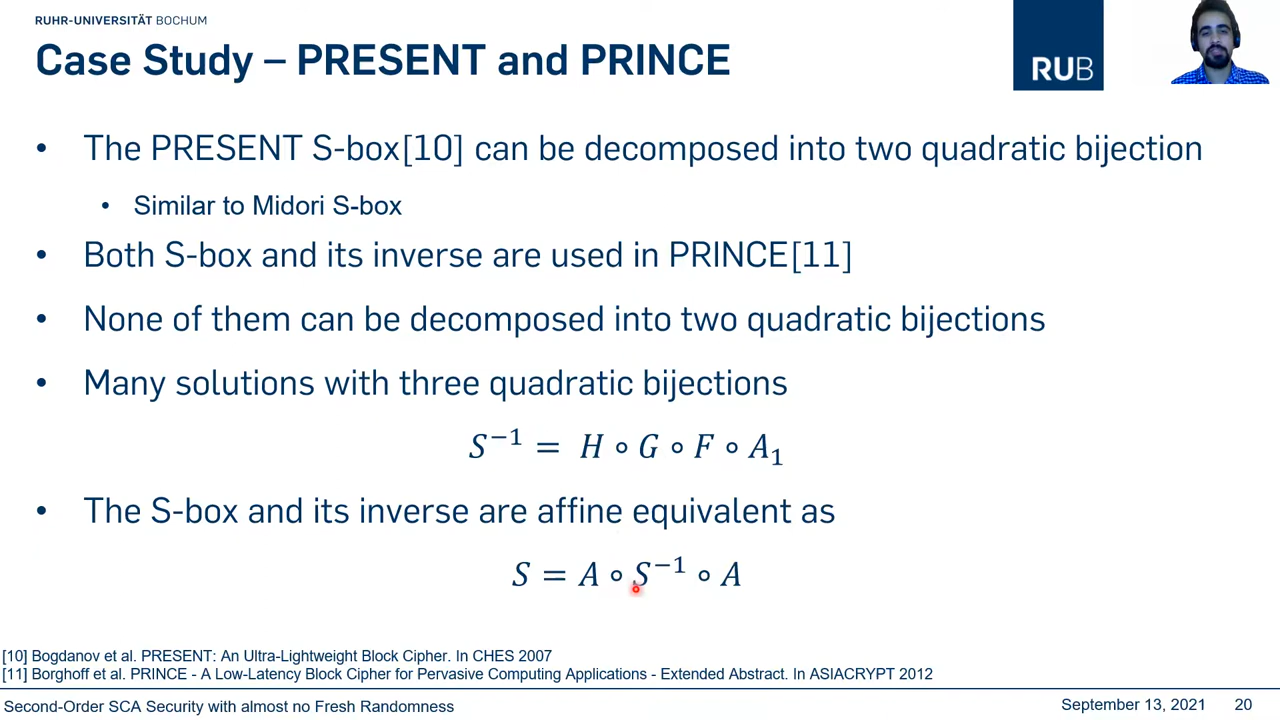 RUHR-UNIVERSITÄT BOCHUM
Case Study – PRESENT and PRINCE
RUB
• The PRESENT S-box[10] can be decomposed into two quadratic bijection
• Similar to Midori S-box
• Both S-box and its inverse are used in PRINCE[11]
• None of them can be decomposed into two quadratic bijections
• Many solutions with three quadratic bijections
S⁻¹ = H ∘ G ∘ F ∘ A₁
• The S-box and its inverse are affine equivalent as
S = A ∘ S⁻¹ ∘ A
[10] Bogdanov et al. PRESENT: An Ultra-Lightweight Block Cipher. In CHES 2007
[11] Borghoff et al. PRINCE - A Low-Latency Block Cipher for Pervasive Computing Applications - Extended Abstract. In ASIACRYPT 2012
Second-Order SCA Security with almost no Fresh Randomness
September 13, 2021 20